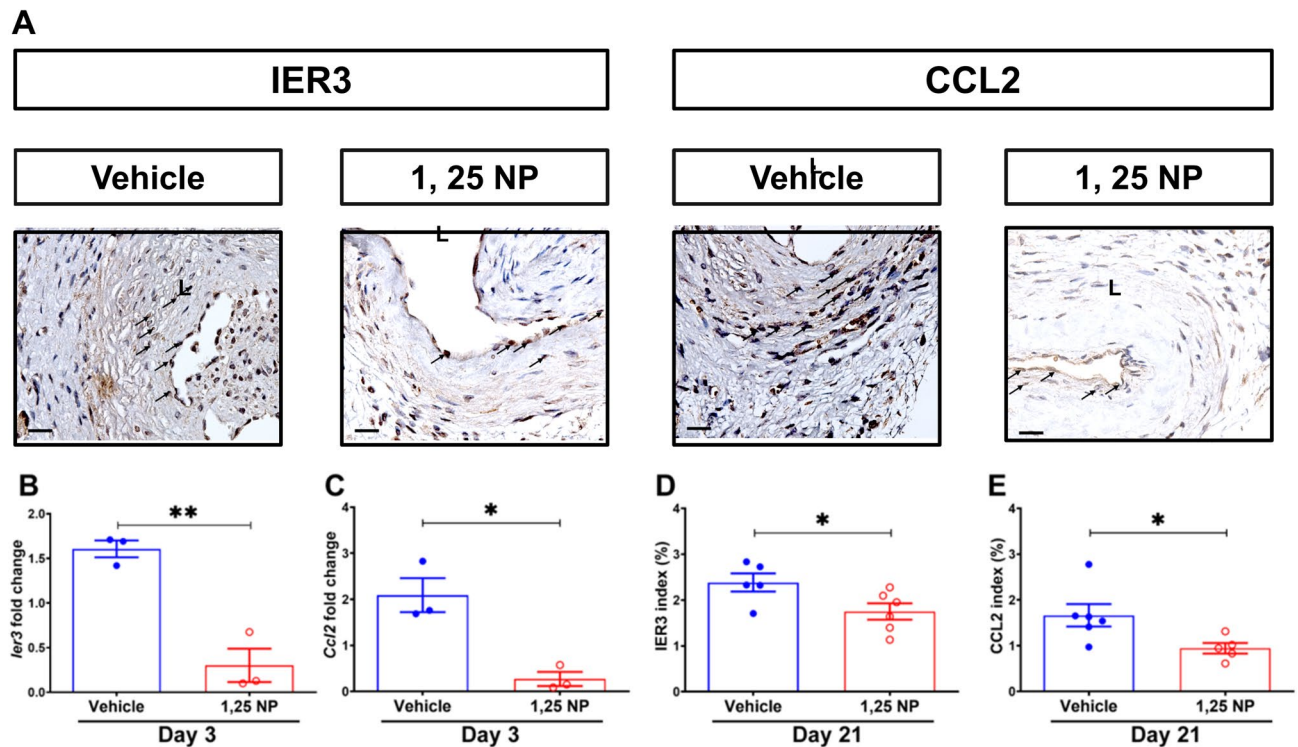 A
IER3
CCL2
Vehicle
1, 25 NP
Vehicle
1, 25 NP
L
L
L
L
B
Ier3 fold change
2.0
1.5
1.0
0.5
0.0
**
Vehicle
1,25 NP
Day 3
C
Ccl2 fold change
4
3
2
1
0
*
Vehicle
1,25 NP
Day 3
D
IER3 index (%)
4
3
2
1
0
*
Vehicle
1,25 NP
Day 21
E
CCL2 index (%)
4
3
2
1
0
*
Vehicle
1,25 NP
Day 21